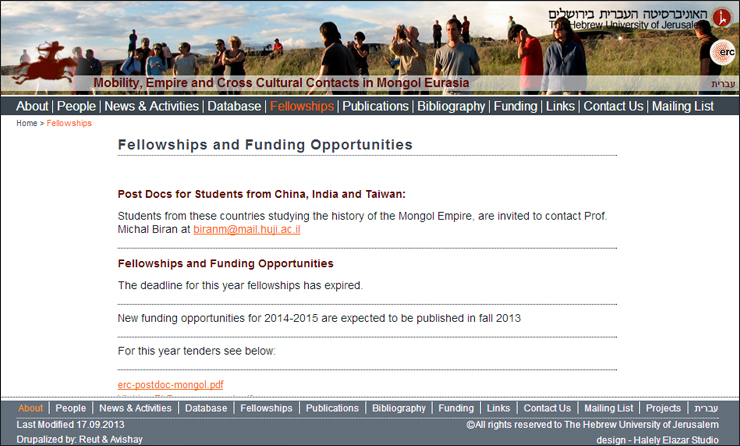 האוניברסיטה העברית בירושלים
The Hebrew University of Jerusalem
erc
Mobility, Empire and Cross Cultural Contacts in Mongol Eurasia
עברית
About | People | News & Activities | Database | Fellowships | Publications | Bibliography | Funding | Links | Contact Us | Mailing List
Home > Fellowships
Fellowships and Funding Opportunities
Post Docs for Students from China, India and Taiwan:
Students from these countries studying the history of the Mongol Empire, are invited to contact Prof.
Michal Biran at biranm@mail.huji.ac.il
Fellowships and Funding Opportunities
The deadline for this year fellowships has expired.
New funding opportunities for 2014-2015 are expected to be published in fall 2013
For this year tenders see below:
erc-postdoc-mongol.pdf
About | People | News & Activities | Database | Fellowships | Publications | Bibliography | Funding | Links | Contact Us | Mailing List | Projects | עברית
Last Modified 17.09.2013
©All rights reserved to The Hebrew University of Jerusalem
Drupalized by: Reut & Avishay
design - Halely Elazar Studio